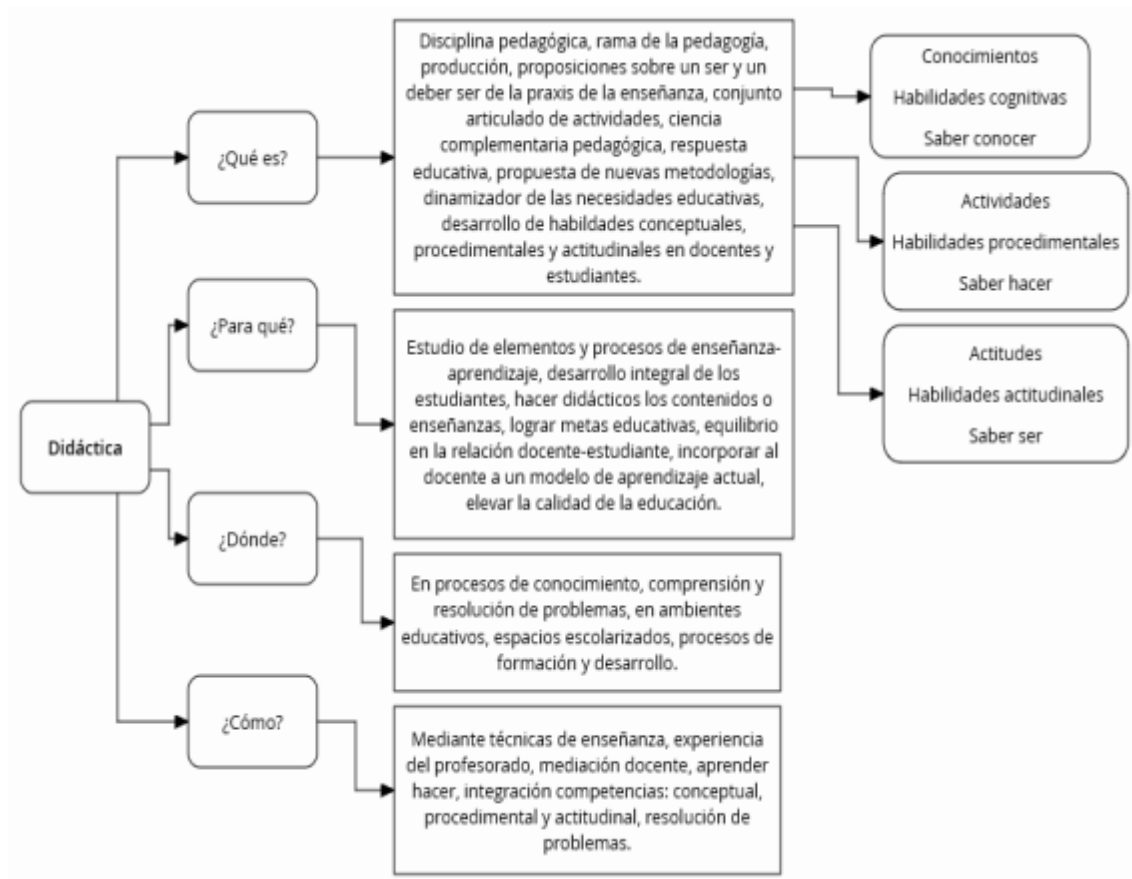 Didáctica
¿Qué es?
Disciplina pedagógica, rama de la pedagogía,
producción, proposiciones sobre un ser y un
deber ser de la praxis de la enseñanza, conjunto
articulado de actividades, ciencia
complementaria pedagógica, respuesta
educativa, propuesta de nuevas metodologías,
dinamizador de las necesidades educativas,
desarrollo de habildades conceptuales,
procedimentales y actitudinales en docentes y
estudiantes.
Conocimientos
Habilidades cognitivas
Saber conocer
Actividades
Habilidades procedimentales
Saber hacer
Actitudes
Habilidades actitudinales
Saber ser
¿Para qué?
Estudio de elementos y procesos de enseñanza-
aprendizaje, desarrollo integral de los
estudiantes, hacer didácticos los contenidos o
enseñanzas, lograr metas educativas, equilibrio
en la relación docente-estudiante, incorporar al
docente a un modelo de aprendizaje actual,
elevar la calidad de la educación.
¿Dónde?
En procesos de conocimiento, comprensión y
resolución de problemas, en ambientes
educativos, espacios escolarizados, procesos de
formación y desarrollo.
¿Cómo?
Mediante técnicas de enseñanza, experiencia
del profesorado, mediación docente, aprender
hacer, integración competencias: conceptual,
procedimental y actitudinal, resolución de
problemas.